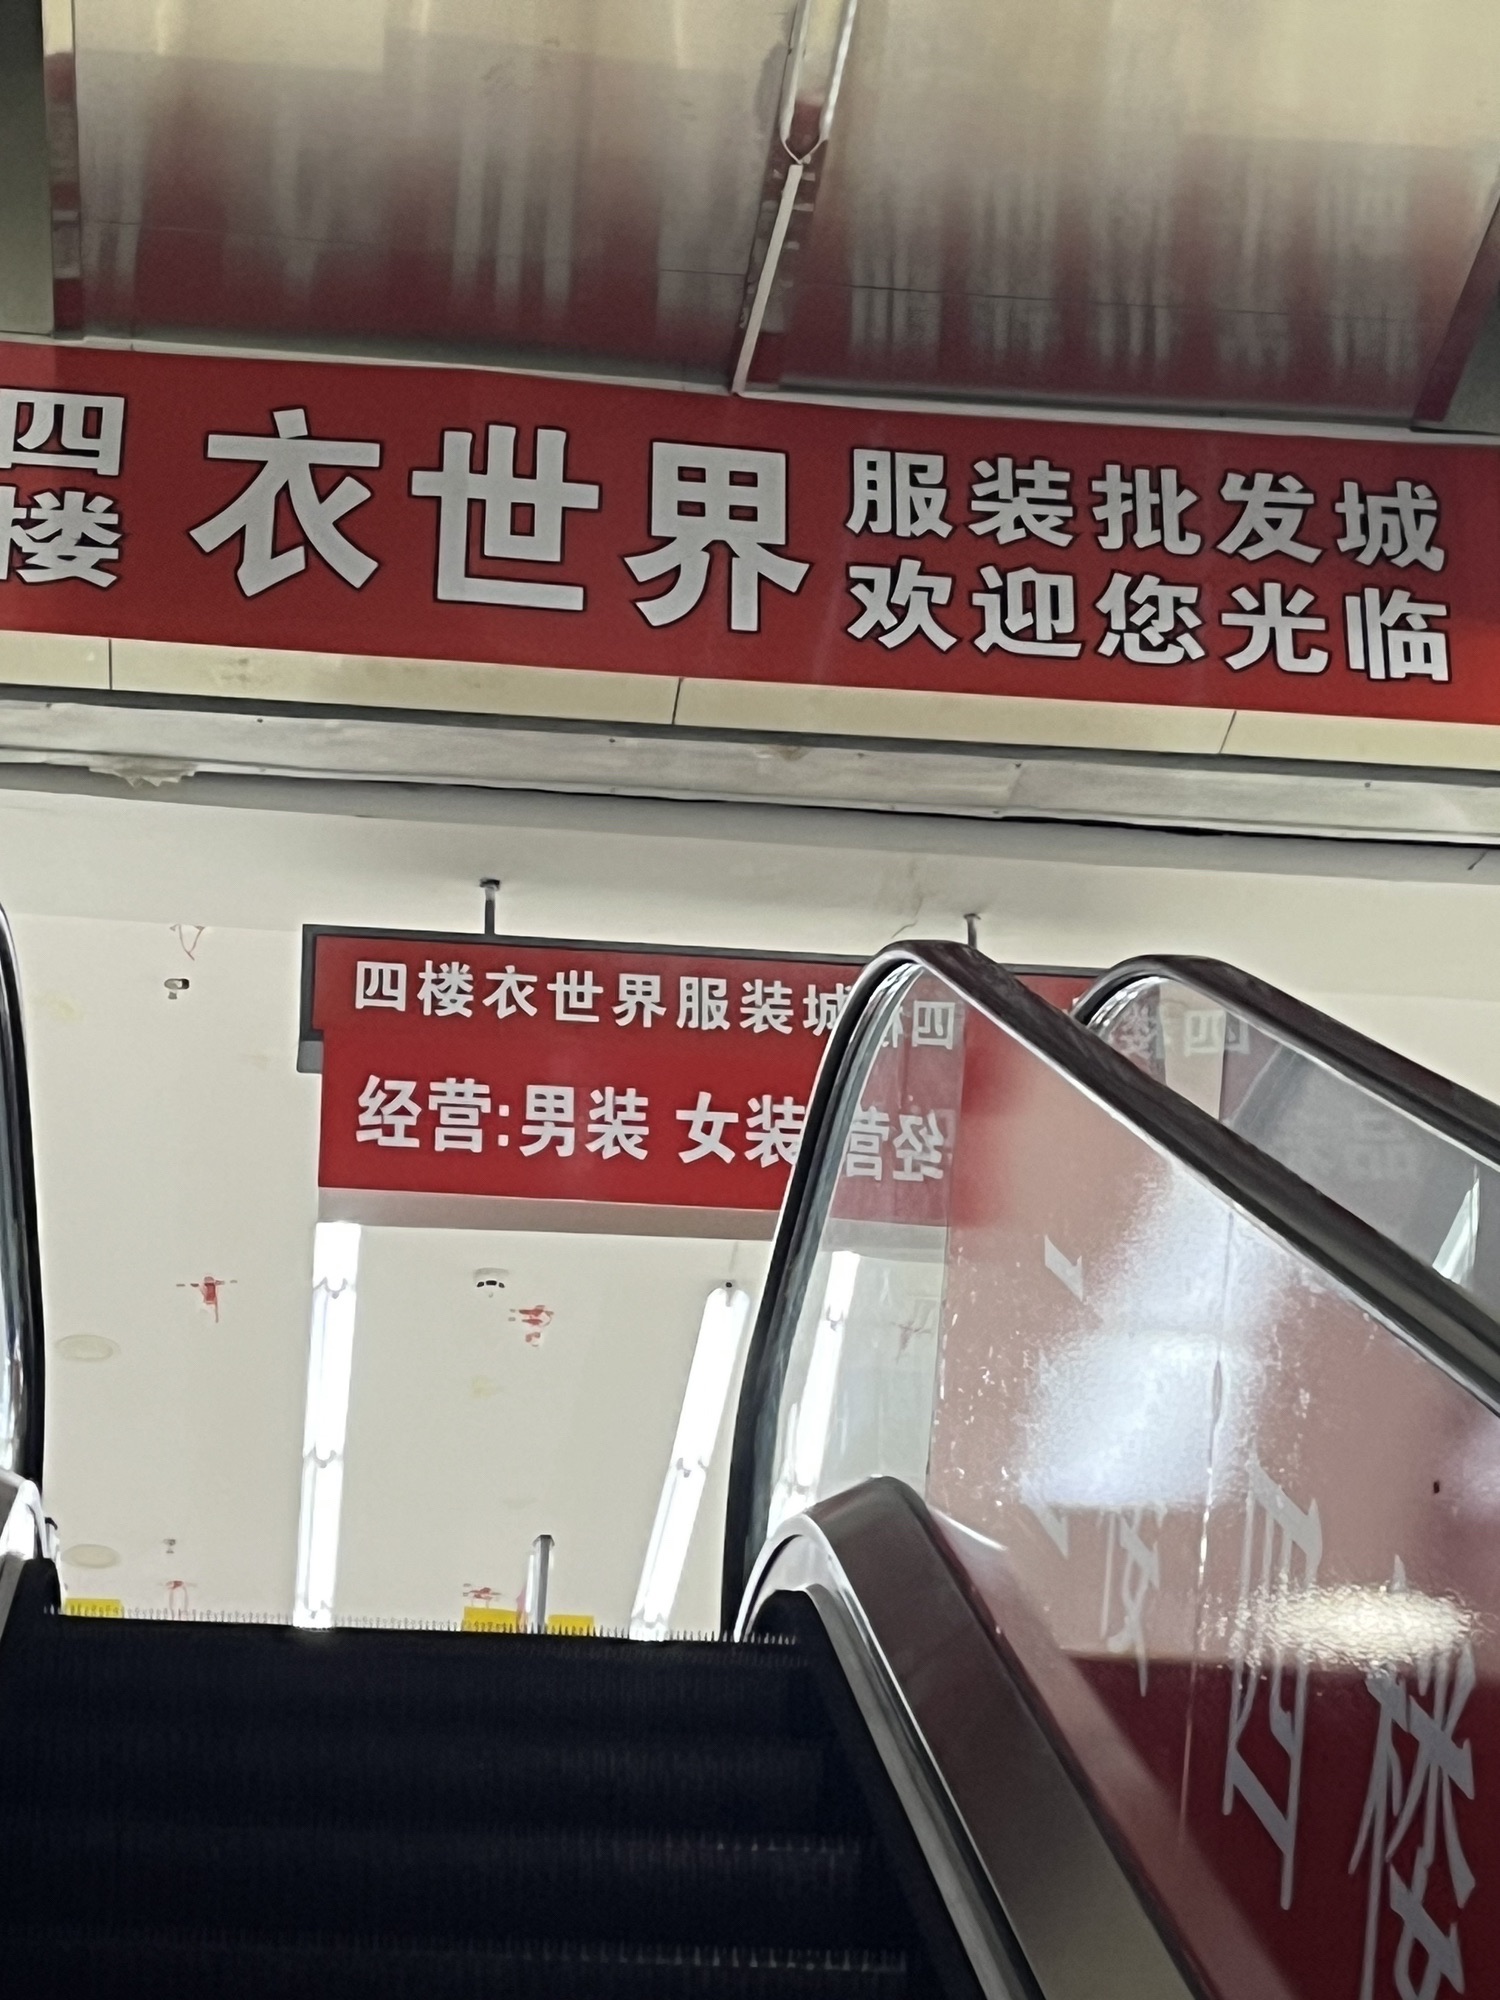 四楼 衣世界 服装批发城
欢迎您光临
四楼衣世界服装城
经营:男装 女装